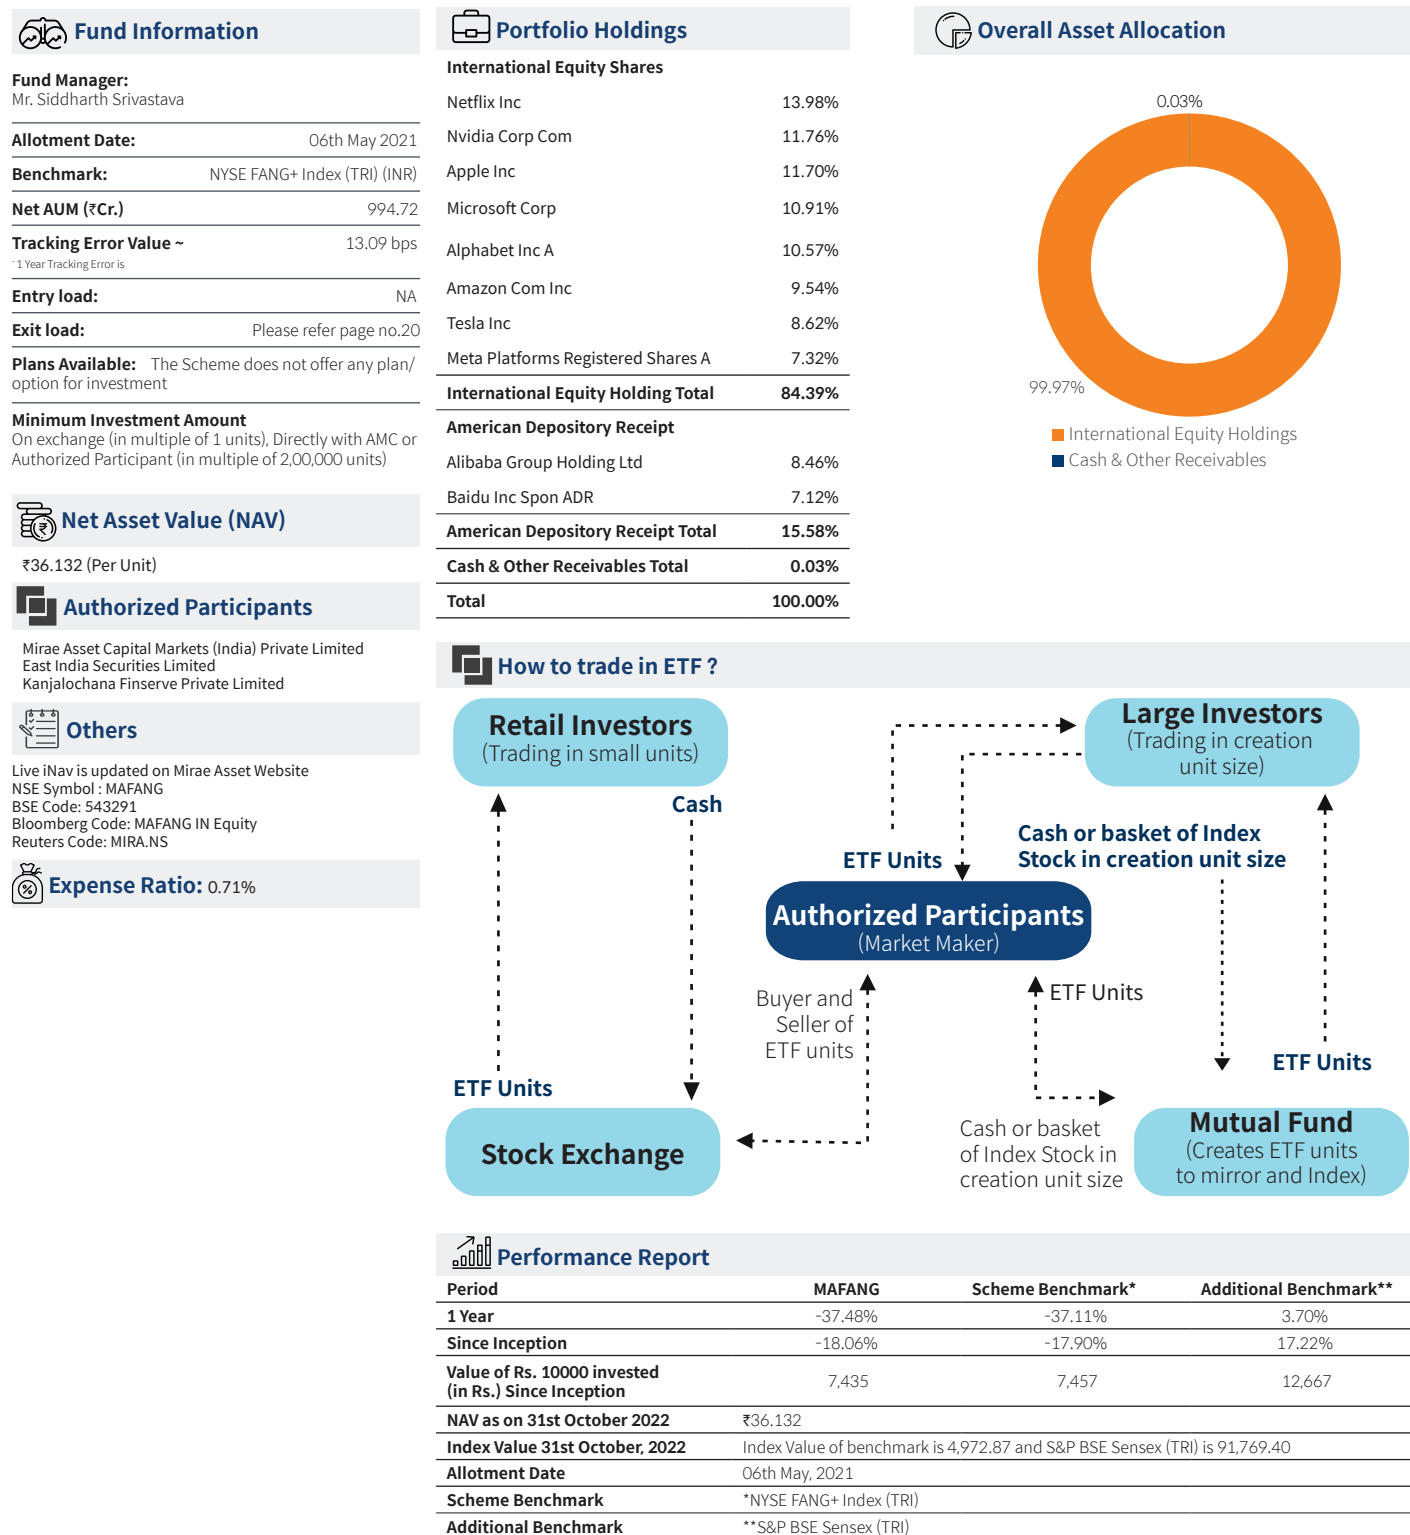 Fund Information
Fund Manager:
Mr. Siddharth Srivastava
Allotment Date: 06th May 2021
Benchmark: NYSE FANG+ Index (TRI) (INR)
Net AUM (₹Cr.) 994.72
Tracking Error Value ~ 13.09 bps
~1 Year Tracking Error is
Entry load: NA
Exit load: Please refer page no.20
Plans Available: The Scheme does not offer any plan/
option for investment
Minimum Investment Amount
On exchange (in multiple of 1 units), Directly with AMC or
Authorized Participant (in multiple of 2,00,000 units)
Net Asset Value (NAV)
₹36.132 (Per Unit)
Authorized Participants
Mirae Asset Capital Markets (India) Private Limited
East India Securities Limited
Kanjalochana Finserve Private Limited
Others
Live iNav is updated on Mirae Asset Website
NSE Symbol : MAFANG
BSE Code: 543291
Bloomberg Code: MAFANG IN Equity
Reuters Code: MIRA.NS
Expense Ratio: 0.71%
Portfolio Holdings
International Equity Shares
Netflix Inc 13.98%
Nvidia Corp Com 11.76%
Apple Inc 11.70%
Microsoft Corp 10.91%
Alphabet Inc A 10.57%
Amazon Com Inc 9.54%
Tesla Inc 8.62%
Meta Platforms Registered Shares A 7.32%
International Equity Holding Total 84.39%
American Depository Receipt
Alibaba Group Holding Ltd 8.46%
Baidu Inc Spon ADR 7.12%
American Depository Receipt Total 15.58%
Cash & Other Receivables Total 0.03%
Total 100.00%
Overall Asset Allocation
0.03%
99.97%
International Equity Holdings
Cash & Other Receivables
How to trade in ETF ?
Retail Investors
(Trading in small units)
Large Investors
(Trading in creation
unit size)
Cash
ETF Units
Cash or basket of Index
Stock in creation unit size
Authorized Participants
(Market Maker)
Buyer and
Seller of
ETF units
ETF Units
ETF Units
ETF Units
Stock Exchange
Cash or basket
of Index Stock in
creation unit size
Mutual Fund
(Creates ETF units
to mirror and Index)
Performance Report
Period MAFANG Scheme Benchmark* Additional Benchmark**
1 Year -37.48% -37.11% 3.70%
Since Inception -18.06% -17.90% 17.22%
Value of Rs. 10000 invested
(in Rs.) Since Inception 7,435 7,457 12,667
NAV as on 31st October 2022 ₹36.132
Index Value 31st October, 2022 Index Value of benchmark is 4,972.87 and S&P BSE Sensex (TRI) is 91,769.40
Allotment Date 06th May, 2021
Scheme Benchmark *NYSE FANG+ Index (TRI)
Additional Benchmark **S&P BSE Sensex (TRI)